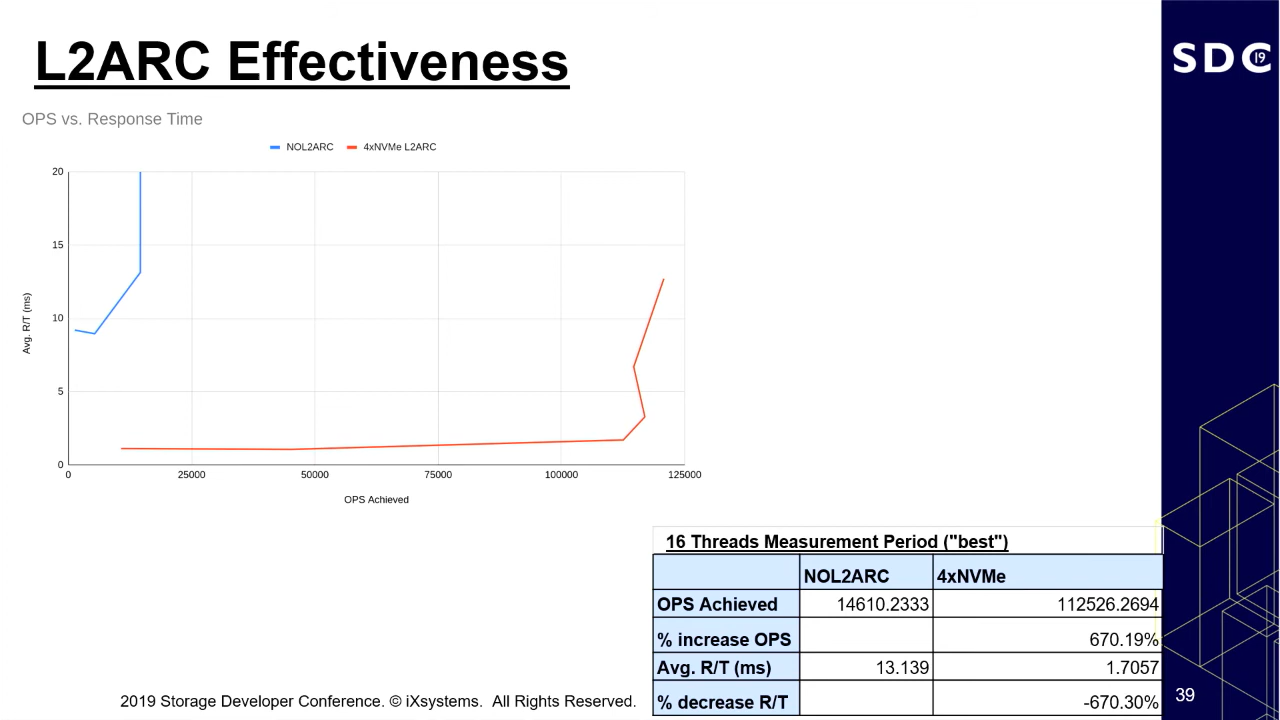 L2ARC Effectiveness
SDC 19
OPS vs. Response Time
NOL2ARC 4xNVMe L2ARC
20
15
10
5
0
Avg. R/T (ms)
0 25000 50000 75000 100000 125000
OPS Achieved
16 Threads Measurement Period ("best")
NOL2ARC 4xNVMe
OPS Achieved 14610.2333 112526.2694
% increase OPS 670.19%
Avg. R/T (ms) 13.139 1.7057
% decrease R/T -670.30%
2019 Storage Developer Conference. © iXsystems. All Rights Reserved.
39